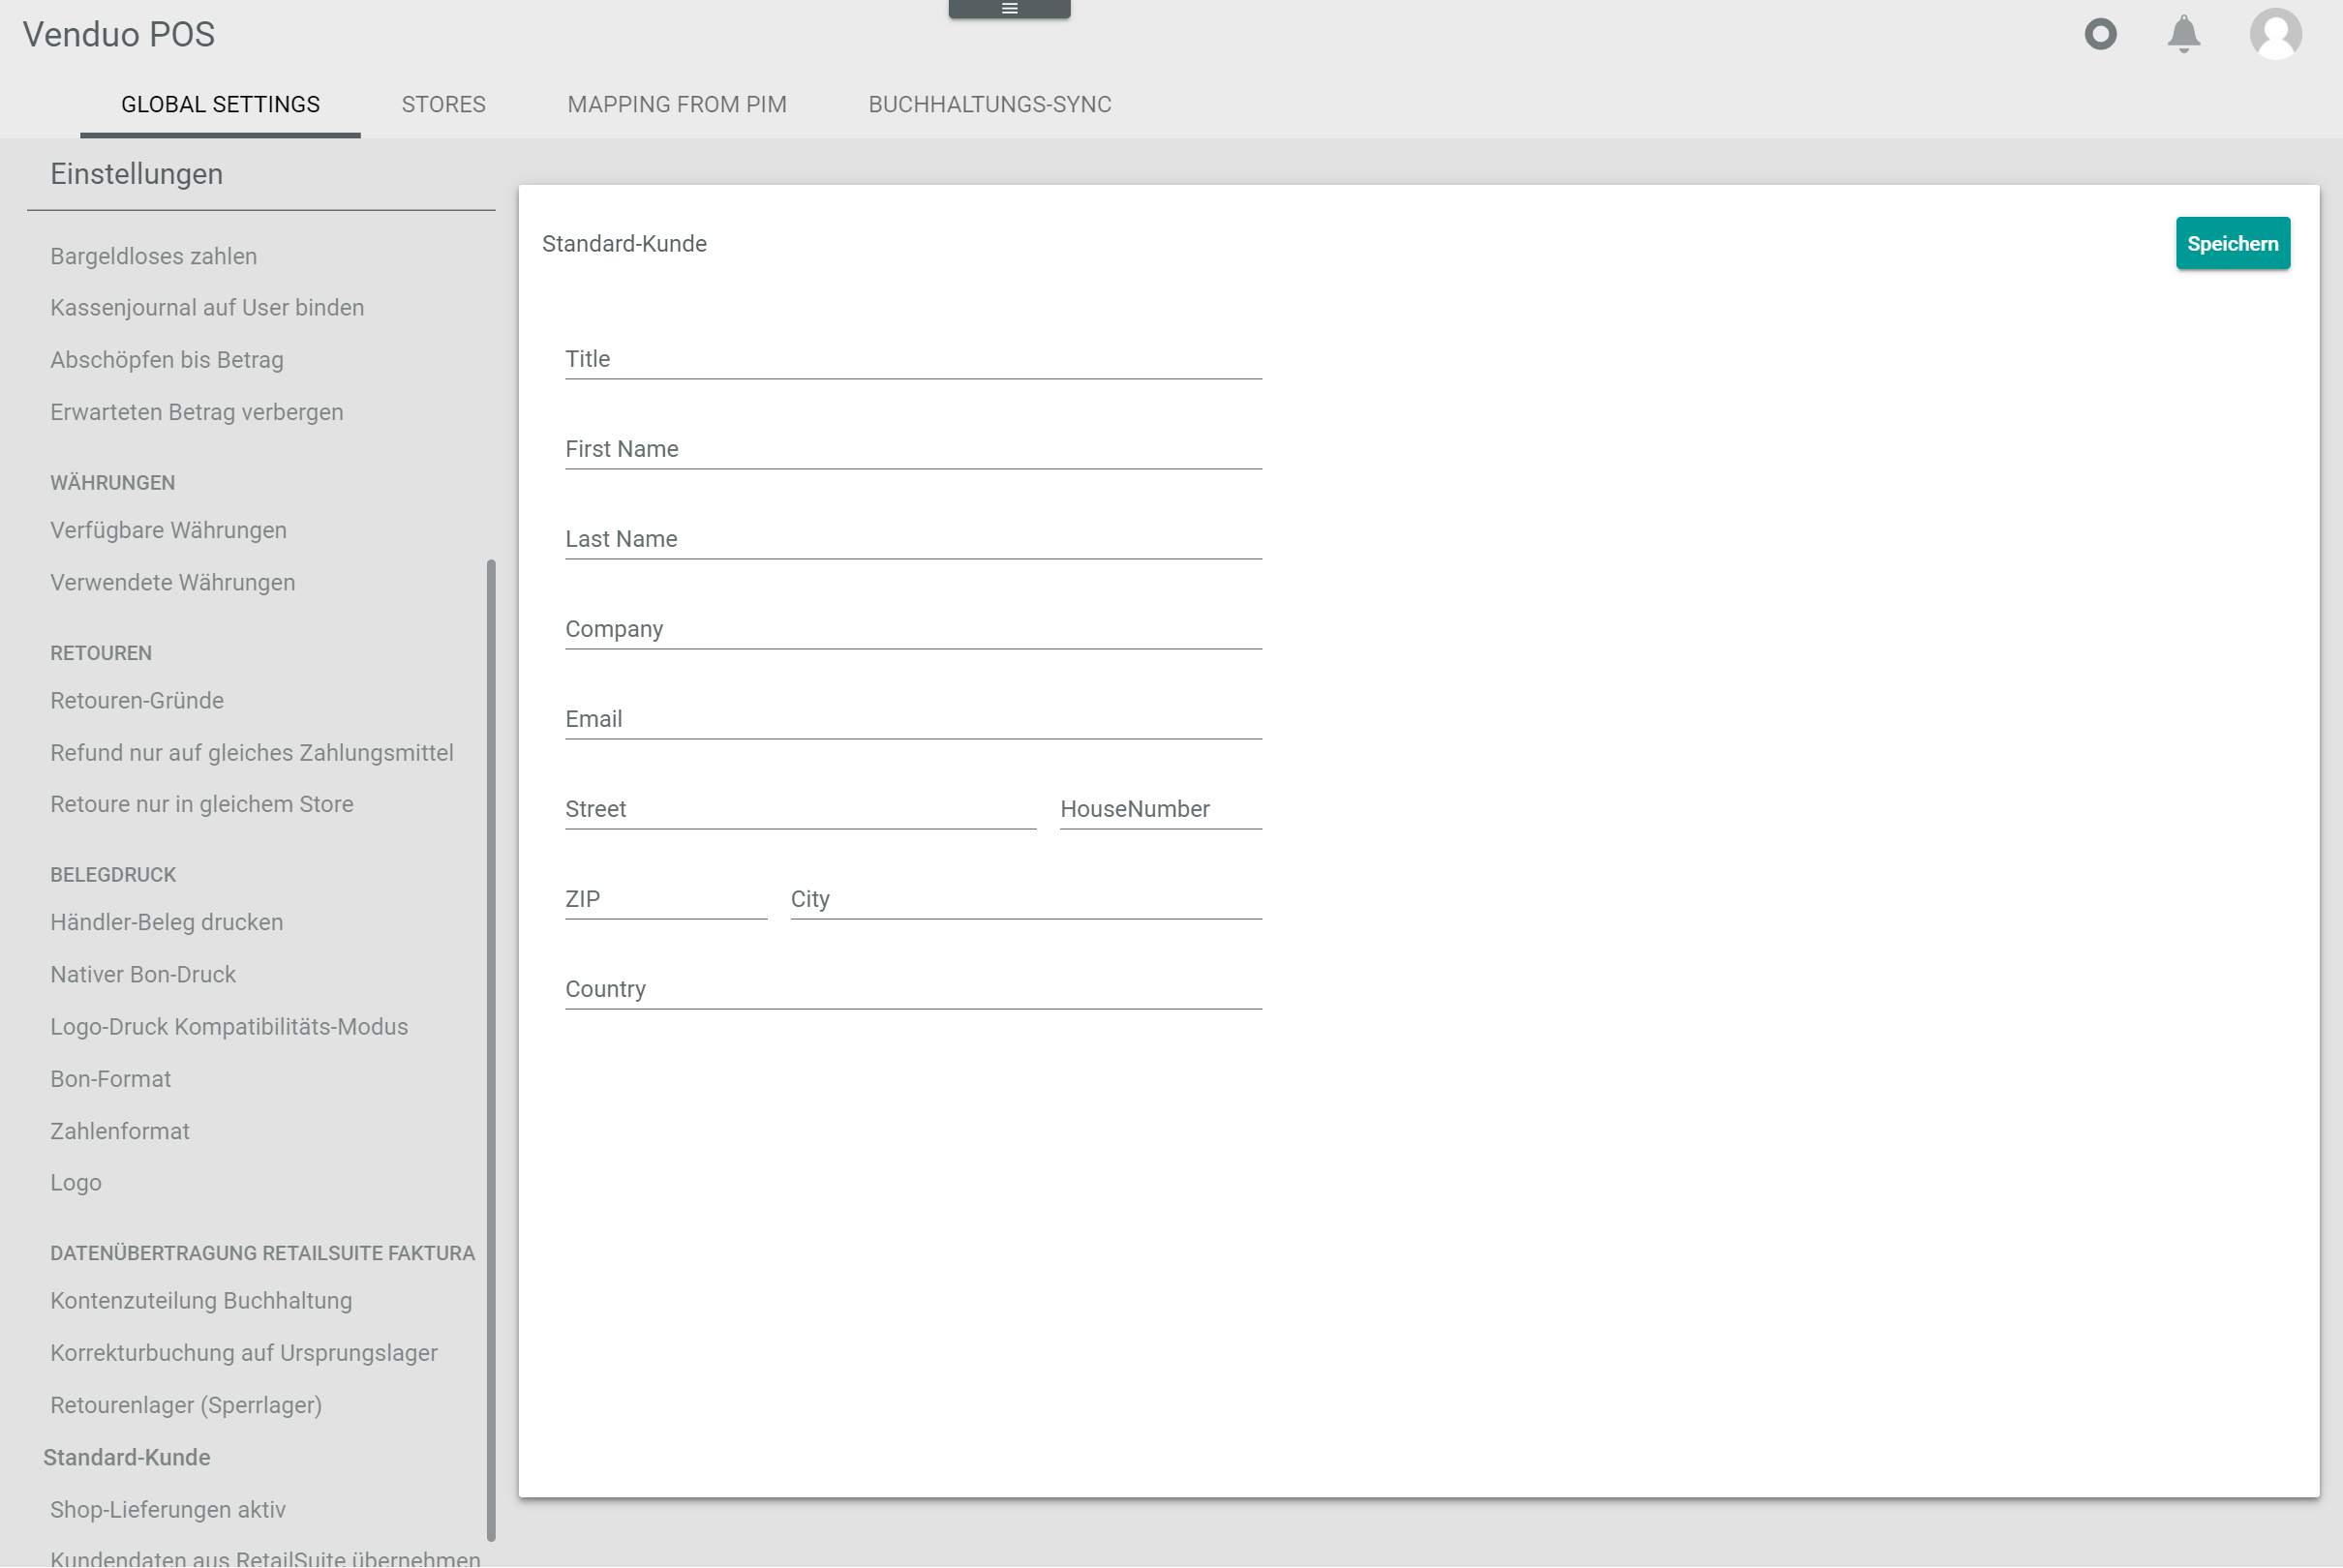 Venduo POS
GLOBAL SETTINGS STORES MAPPING FROM PIM BUCHHALTUNGS-SYNC
Einstellungen
Bargeldloses zahlen
Kassenjournal auf User binden
Abschöpfen bis Betrag
Erwarteten Betrag verbergen
WÄHRUNGEN
Verfügbare Währungen
Verwendete Währungen
RETOUREN
Retouren-Gründe
Refund nur auf gleiches Zahlungsmittel
Retoure nur in gleichem Store
BELEGDRUCK
Händler-Beleg drucken
Nativer Bon-Druck
Logo-Druck Kompatibilitäts-Modus
Bon-Format
Zahlenformat
Logo
DATENÜBERTRAGUNG RETAILSUITE FAKTURA
Kontenzuteilung Buchhaltung
Korrekturbuchung auf Ursprungslager
Retourenlager (Sperrlager)
Standard-Kunde
Shop-Lieferungen aktiv
Kundendaten aus RetailSuite übernehmen
Standard-Kunde
Speichern
Title
First Name
Last Name
Company
Email
Street HouseNumber
ZIP City
Country